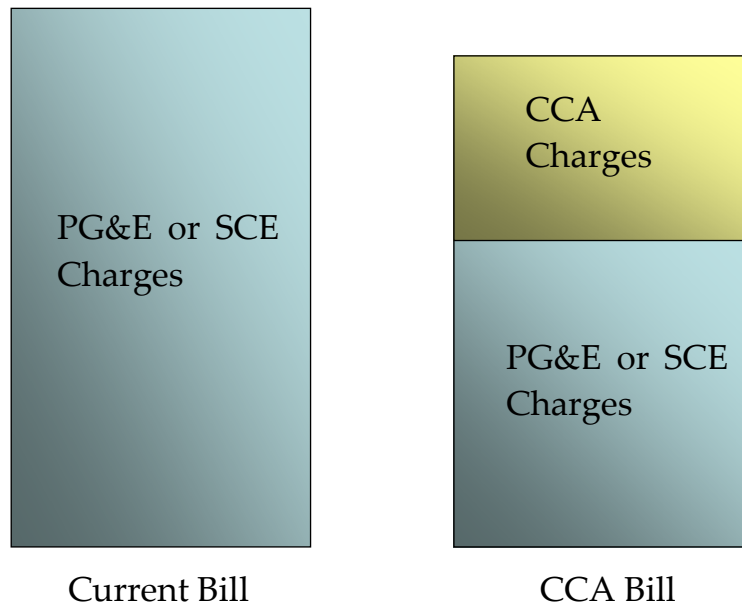 PG&E or SCE
Charges
CCA
Charges
PG&E or SCE
Charges
Current Bill
CCA Bill